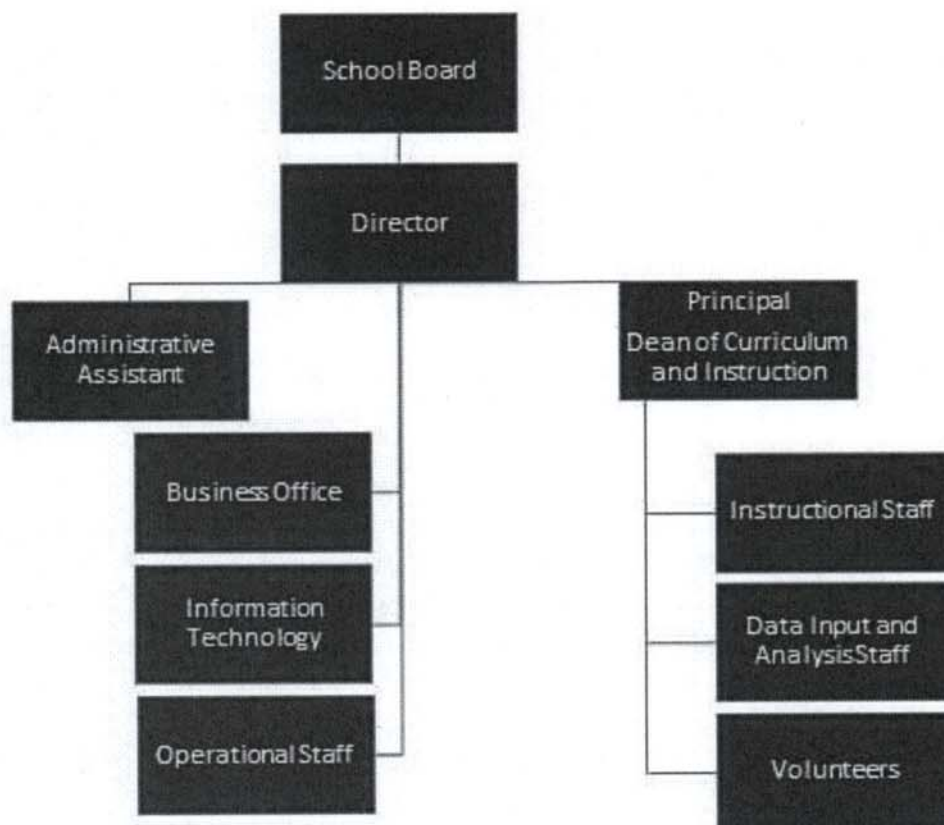 School Board
Director
Administrative
Assistant
Principal
Dean of Curriculum
and Instruction
Business Office
Information
Technology
Operational Staff
Instructional Staff
Data Input and
Analysis Staff
Volunteers